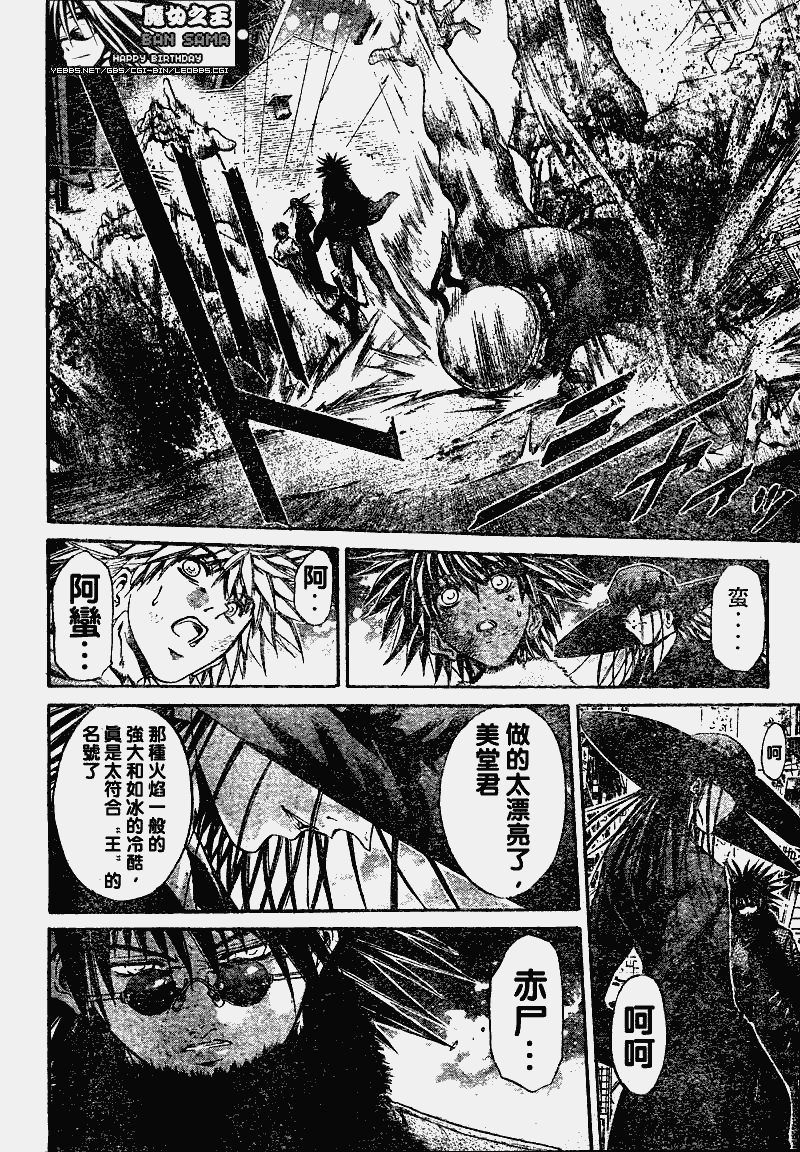 魔力之王
BAN SAMA
HAPPY BIRTHDAY
YEBBS.NET/GBS/CGI-BIN/LEOBBS.CGI
蛮‥‥
阿‥
阿蠻…
呵
呵呵
做的太漂亮了，
美堂君
那種火焰一般的
強大和如冰的冷酷，
真是太符合“王”的
名號了
赤尸…